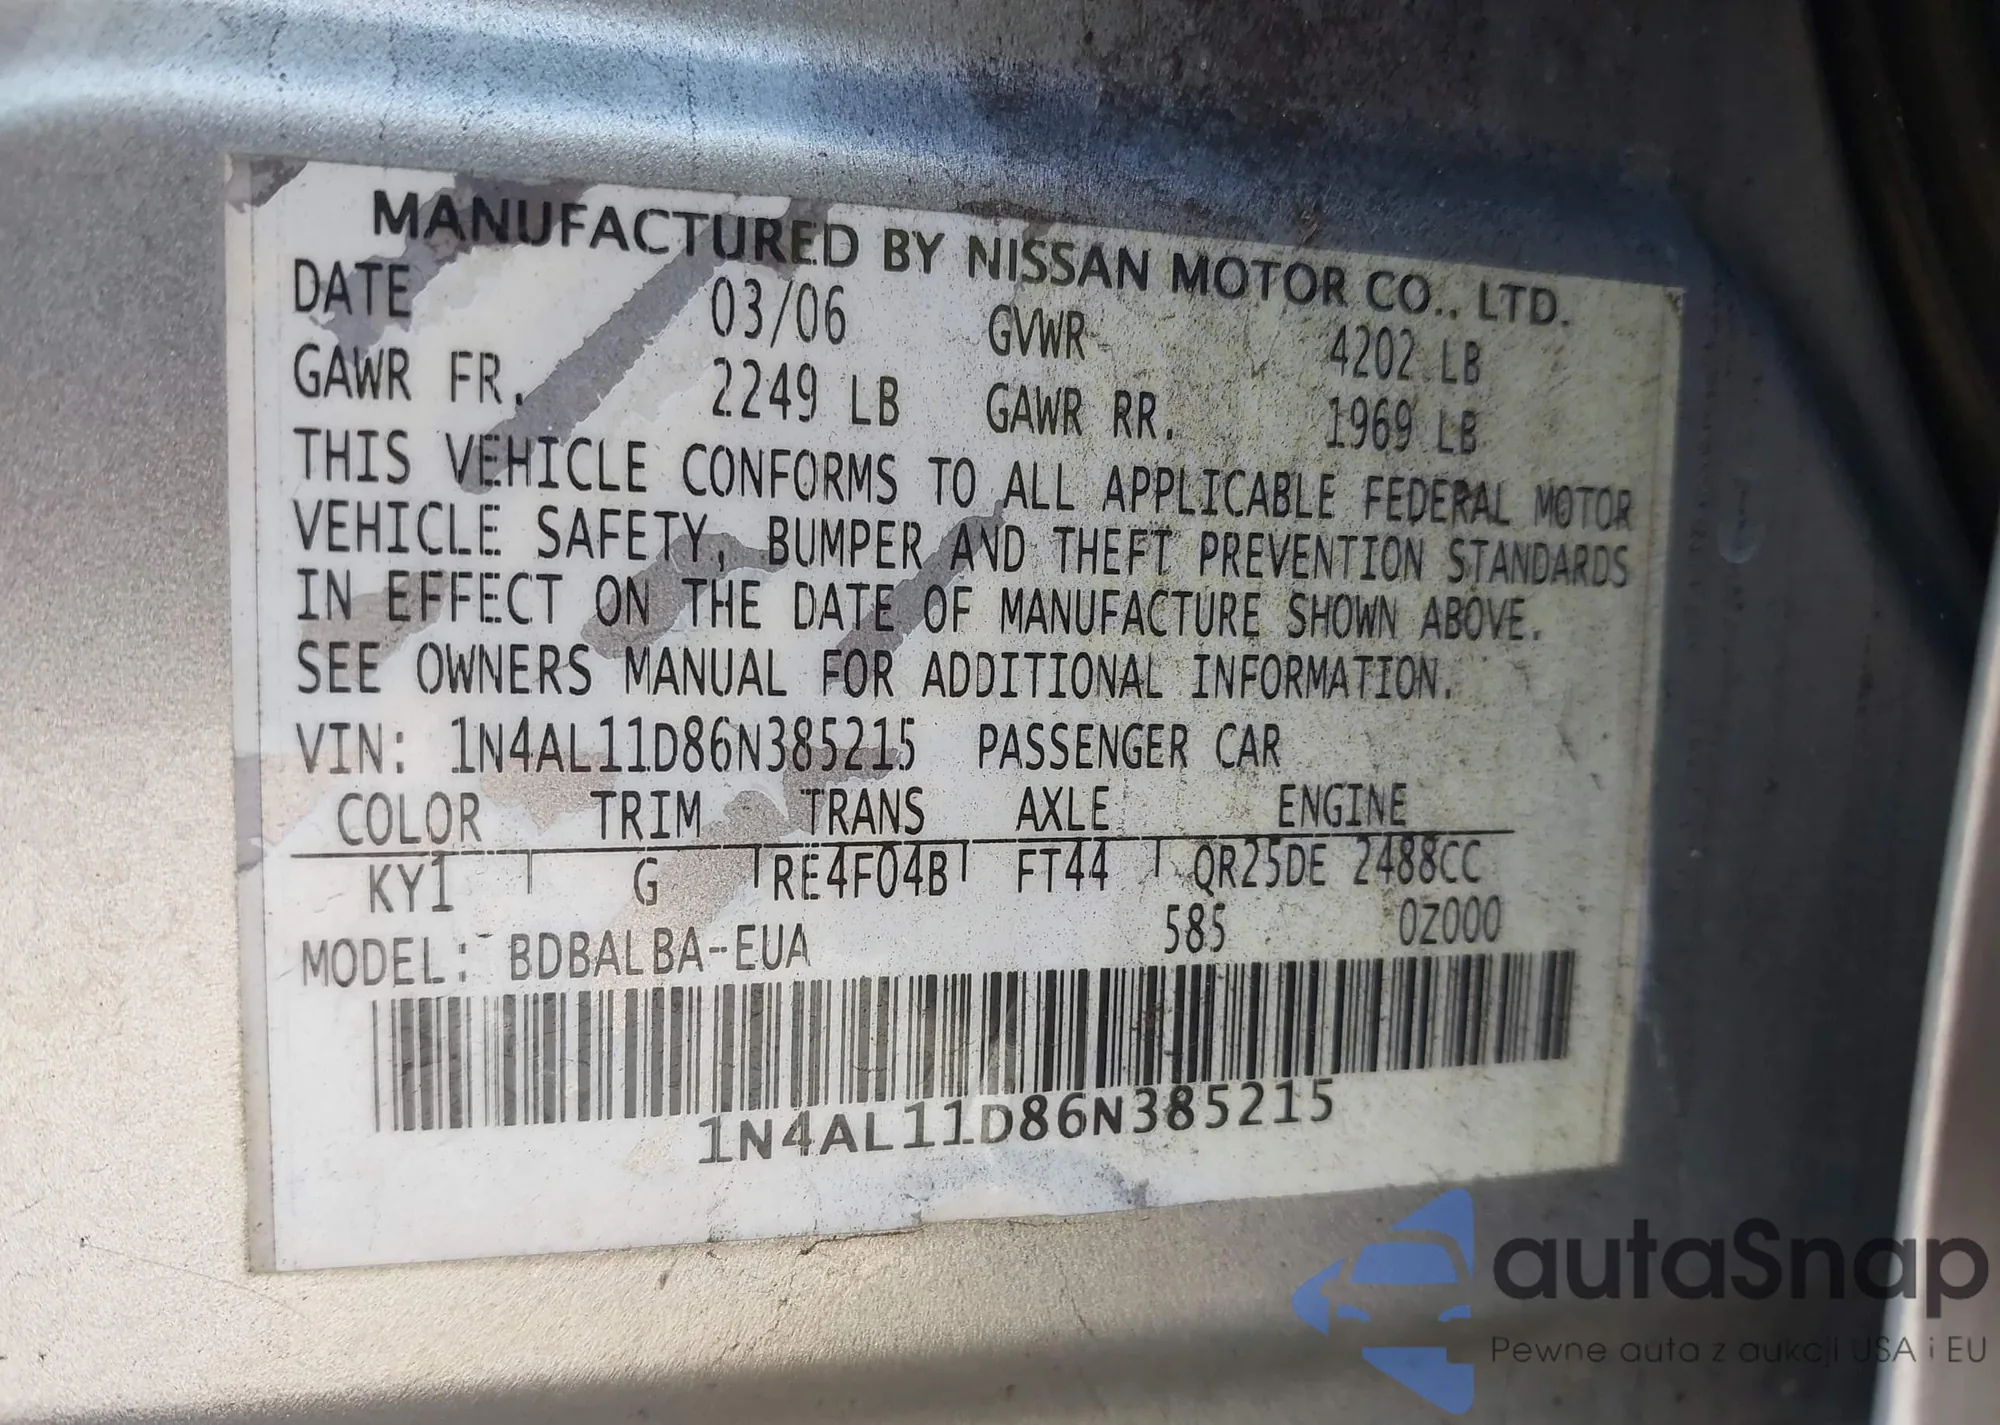 MANUFACTURED BY NISSAN MOTOR CO., LTD.
DATE 03/06 GVWR 4202 LB
GAWR FR. 2249 LB GAWR RR. 1969 LB
THIS VEHICLE CONFORMS TO ALL APPLICABLE FEDERAL MOTOR
VEHICLE SAFETY, BUMPER AND THEFT PREVENTION STANDARDS
IN EFFECT ON THE DATE OF MANUFACTURE SHOWN ABOVE.
SEE OWNERS MANUAL FOR ADDITIONAL INFORMATION.
VIN: 1N4AL11D86N385215 PASSENGER CAR
COLOR TRIM TRANS AXLE ENGINE
KY1 G RE4F04B FT44 QR25DE 2488CC
MODEL: BDBALBA-EUA 585 0Z000
1N4AL11D86N385215
autaSnap
Pewne auta z aukcji USA i EU